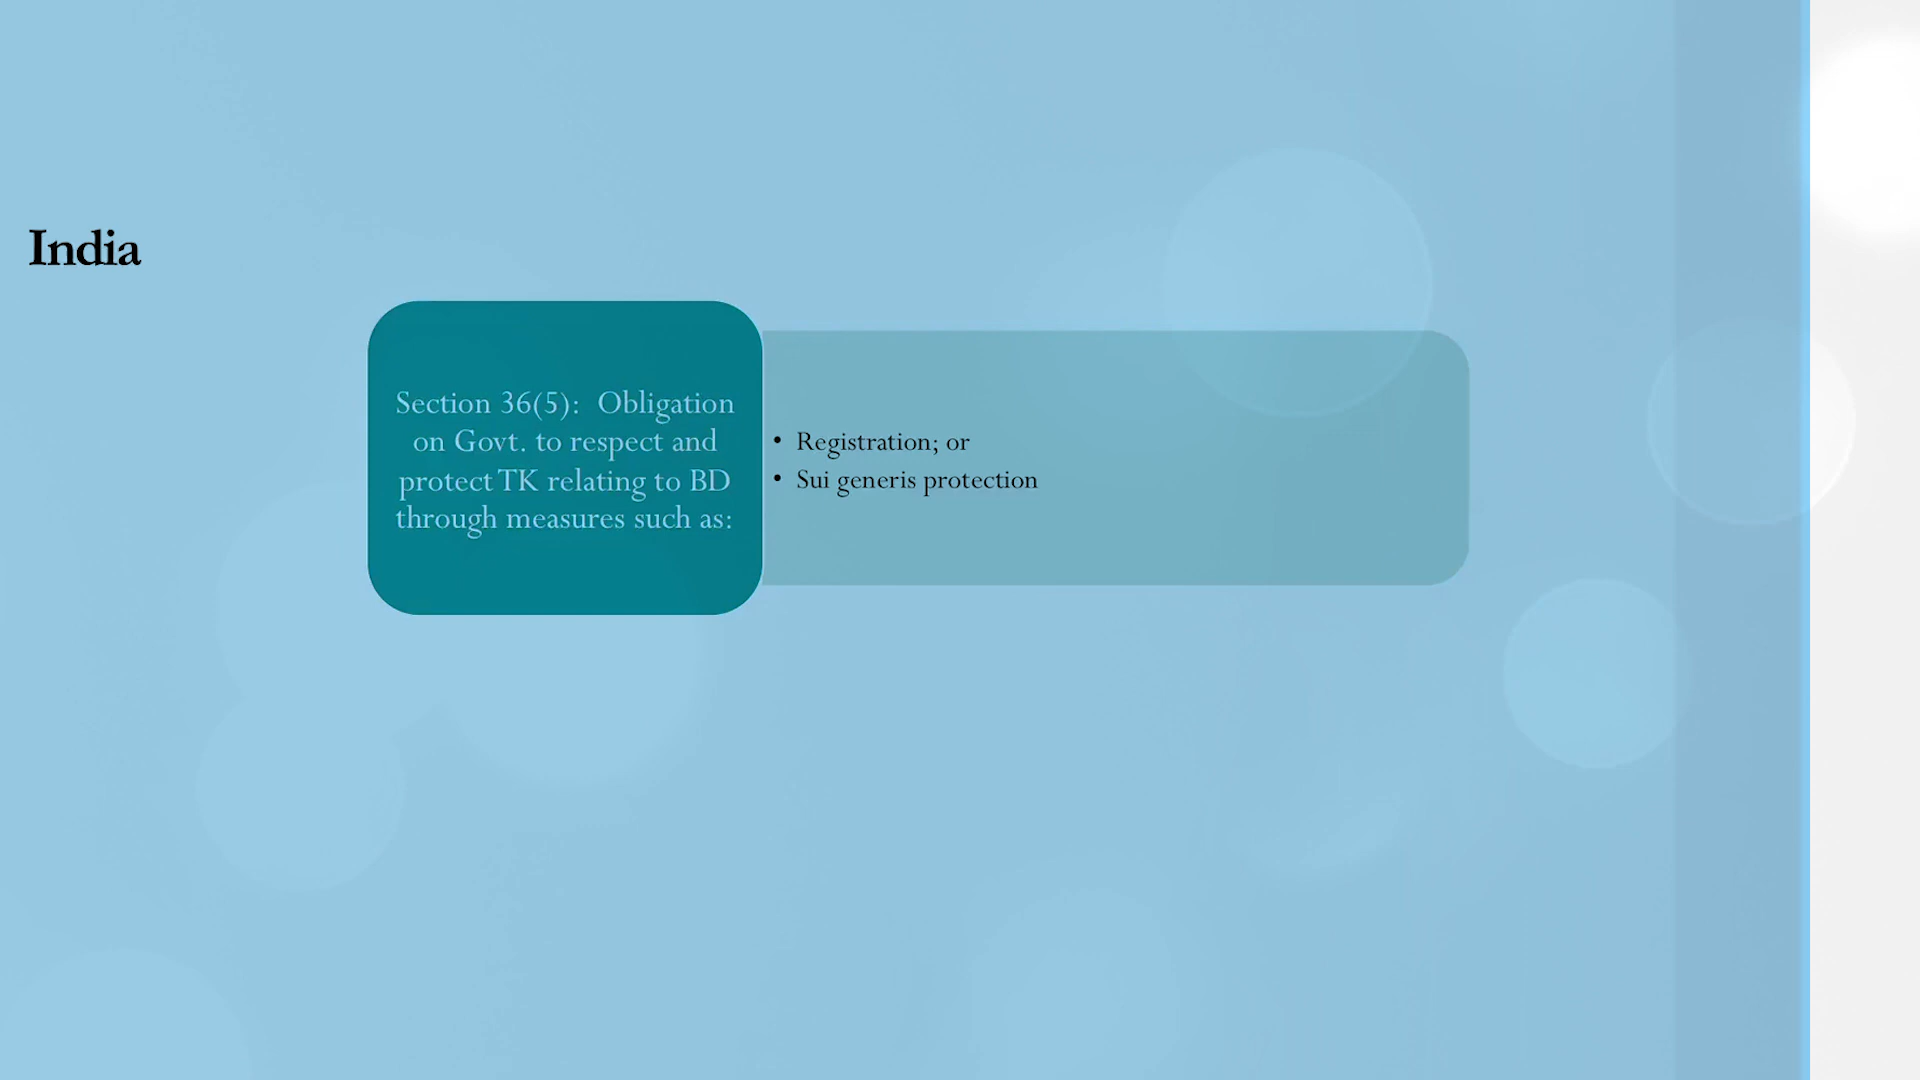 India
Section 36(5): Obligation
on Govt. to respect and
protect TK relating to BD
through measures such as:
• Registration; or
• Sui generis protection